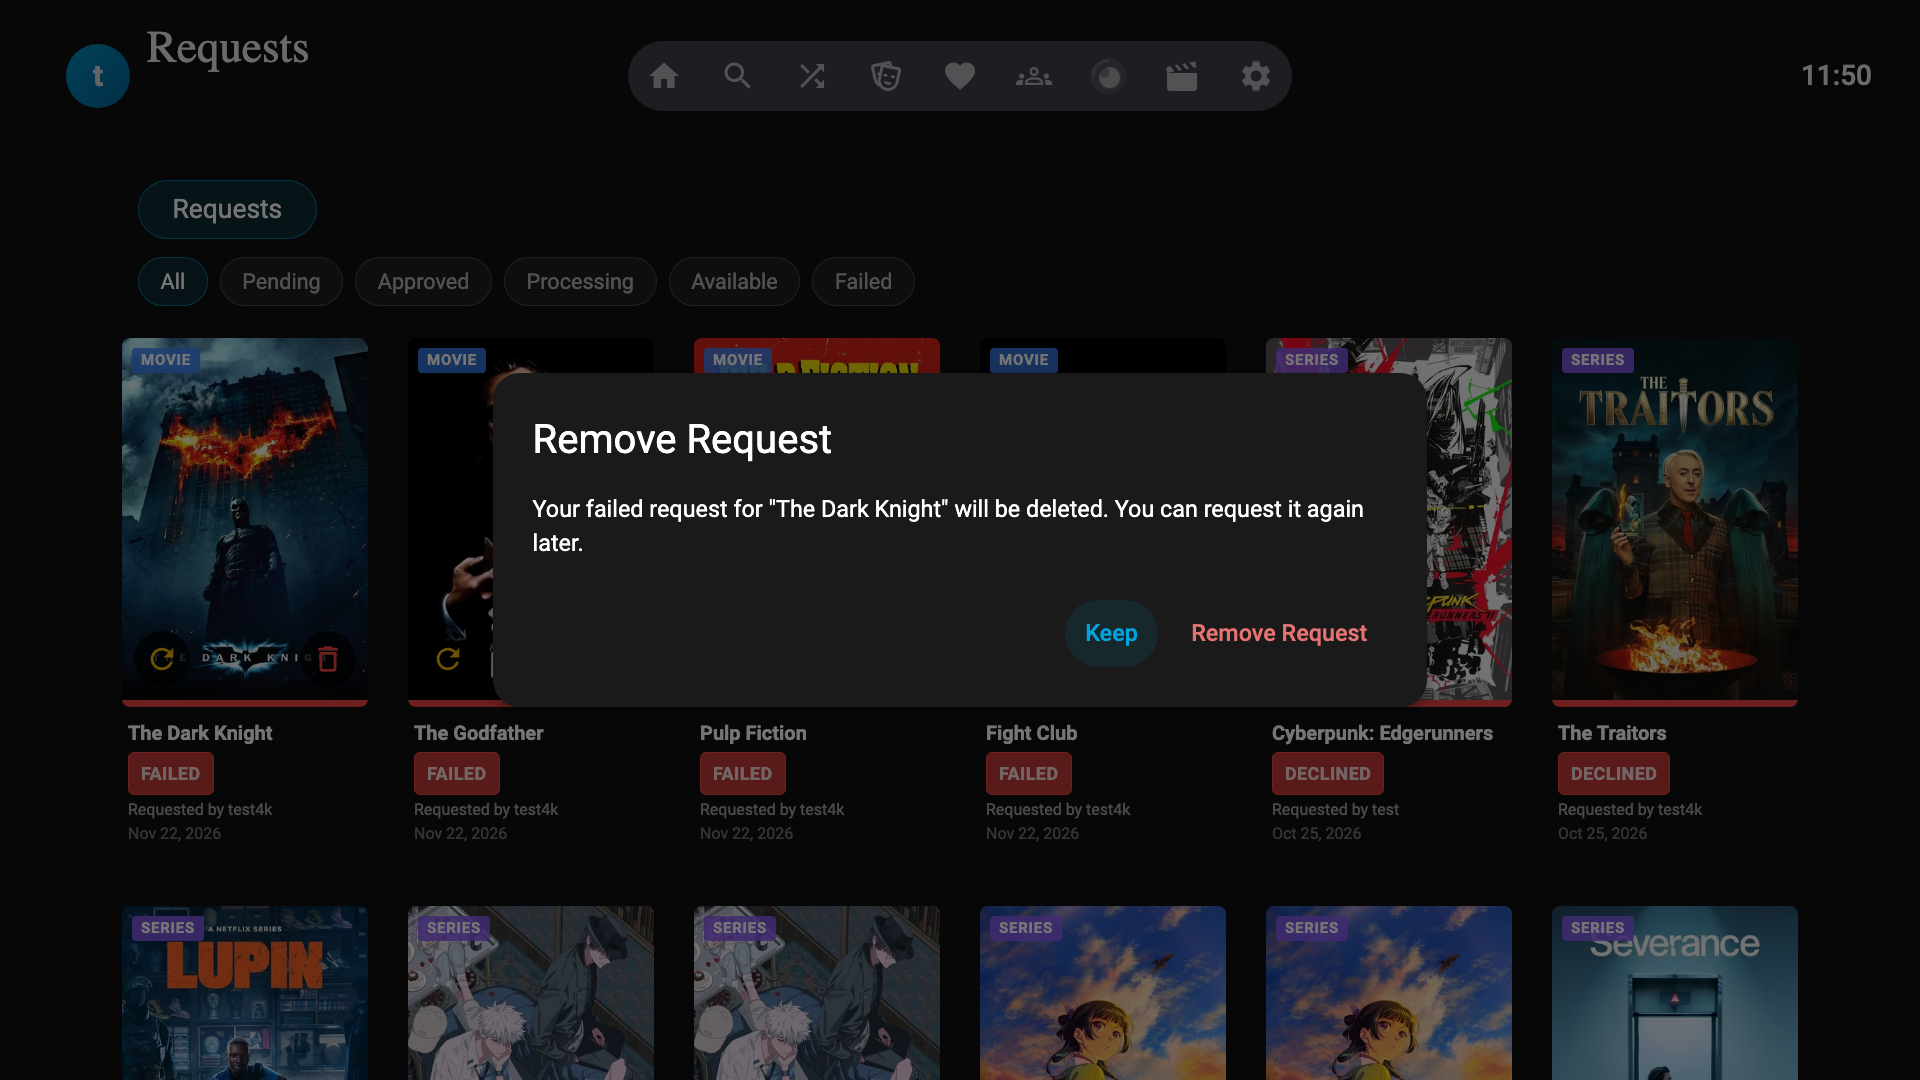 t
Requests
11:50
Requests
All
Pending
Approved
Processing
Available
Failed
MOVIE
MOVIE
MOVIE
MOVIE
SERIES
SERIES
THE
TRAITORS
Remove Request
Your failed request for "The Dark Knight" will be deleted. You can request it again
later.
Keep
Remove Request
DARK KNIG
The Dark Knight
FAILED
Requested by test4k
Nov 22, 2026
The Godfather
FAILED
Requested by test4k
Nov 22, 2026
Pulp Fiction
FAILED
Requested by test4k
Nov 22, 2026
Fight Club
FAILED
Requested by test4k
Nov 22, 2026
Cyberpunk: Edgerunners
DECLINED
Requested by test
Oct 25, 2026
The Traitors
DECLINED
Requested by test4k
Oct 25, 2026
SERIES
A NETFLIX SERIES
LUPIN
SERIES
SERIES
SERIES
SERIES
SERIES
Severance